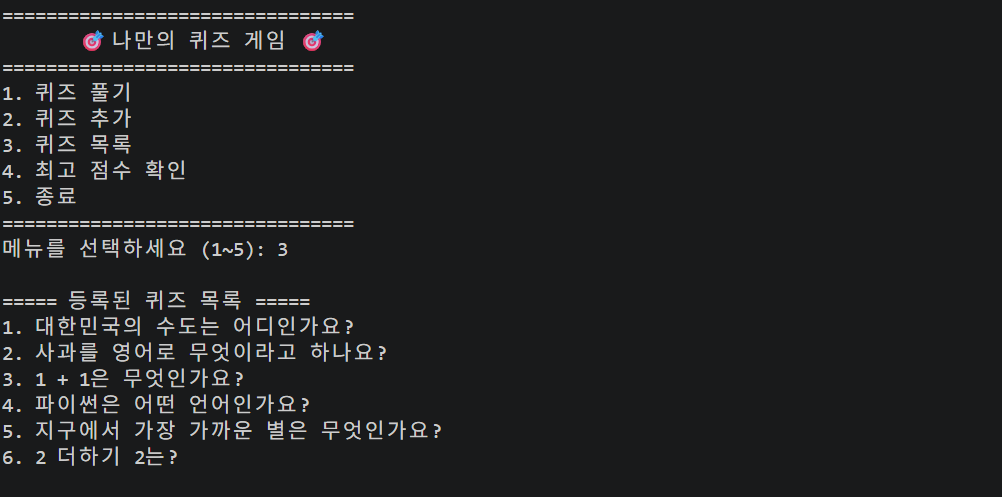 ================================
🎯 나만의 퀴즈 게임 🎯
================================
1. 퀴즈 풀기
2. 퀴즈 추가
3. 퀴즈 목록
4. 최고 점수 확인
5. 종료
================================
메뉴를 선택하세요 (1~5): 3
===== 등록된 퀴즈 목록 =====
1. 대한민국의 수도는 어디인가요?
2. 사과를 영어로 무엇이라고 하나요?
3. 1 + 1은 무엇인가요?
4. 파이썬은 어떤 언어인가요?
5. 지구에서 가장 가까운 별은 무엇인가요?
6. 2 더하기 2는?